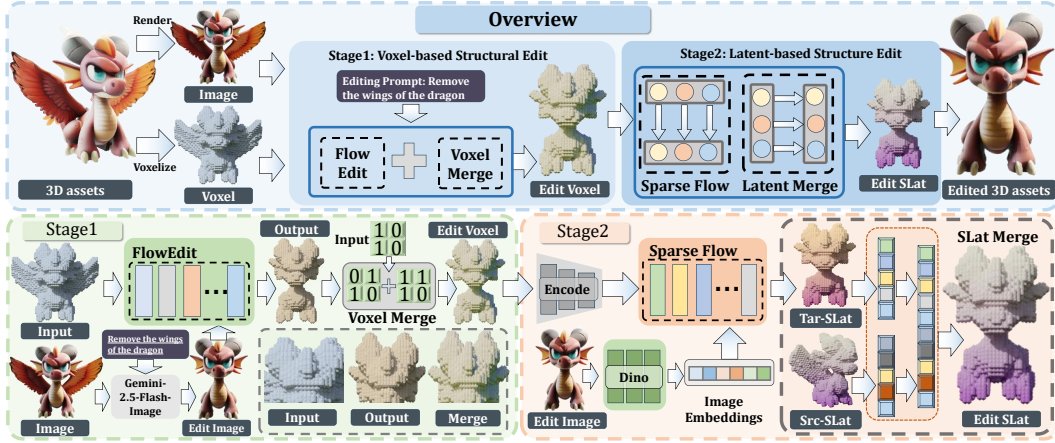 Overview
Render
Image
Voxelize
Voxel
3D assets
Stage1: Voxel-based Structural Edit
Editing Prompt: Remove
the wings of the dragon
Flow
Edit
Voxel
Merge
Edit Voxel
Stage2: Latent-based Structure Edit
Sparse Flow
Latent Merge
Edit SLat
Edited 3D assets
Stage1
Input
FlowEdit
...
Remove the wings
of the dragon
Image
Gemini-
2.5-Flash-
Image
Edit Image
Output
Input
1 0
1 0
0 1
1 0
+
1 1
1 0
Voxel Merge
Edit Voxel
Input
Output
Merge
Stage2
Encode
Sparse Flow
...
Edit Image
Dino
Image
Embeddings
Tar-SLat
Src-SLat
SLat Merge
Edit SLat